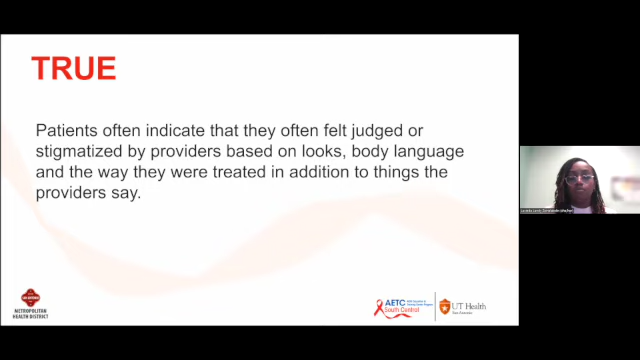 TRUE
Patients often indicate that they often felt judged or
stigmatized by providers based on looks, body language
and the way they were treated in addition to things the
providers say.
METROPOLITAN
HEALTH DISTRICT
AETC
South Central
UT Health
San Antonio